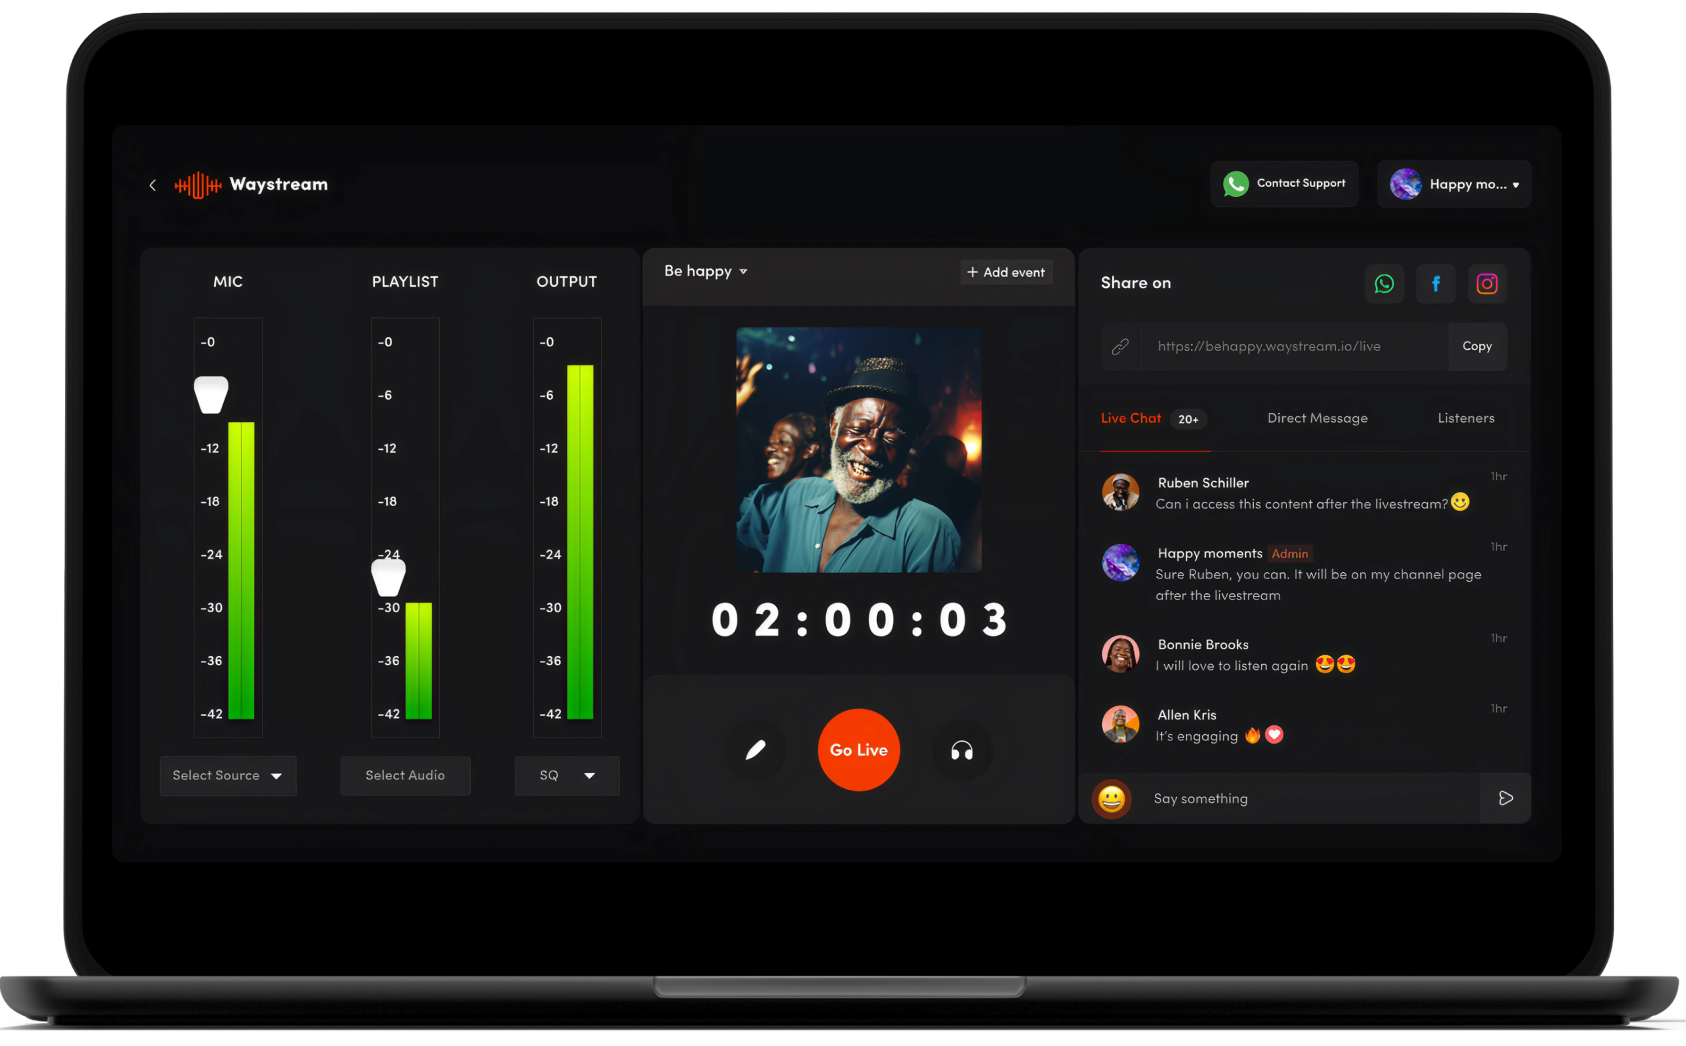 Waystream
Contact Support
Happy mo...
MIC
PLAYLIST
OUTPUT
-0
-6
-12
-18
-24
-30
-36
-42
-0
-6
-12
-18
-24
-30
-36
-42
-0
-12
-18
-24
-30
-36
-42
Select Source
Select Audio
SQ
Be happy
+ Add event
02:00:03
Go Live
Share on
https://behappy.waystream.io/live
Copy
Live Chat 20+
Direct Message
Listeners
Ruben Schiller
1hr
Can i access this content after the livestream?🙂
Happy moments Admin
1hr
Sure Ruben, you can. It will be on my channel page
after the livestream
Bonnie Brooks
1hr
I will love to listen again 😍😍
Allen Kris
1hr
It's engaging 🔥
Say something